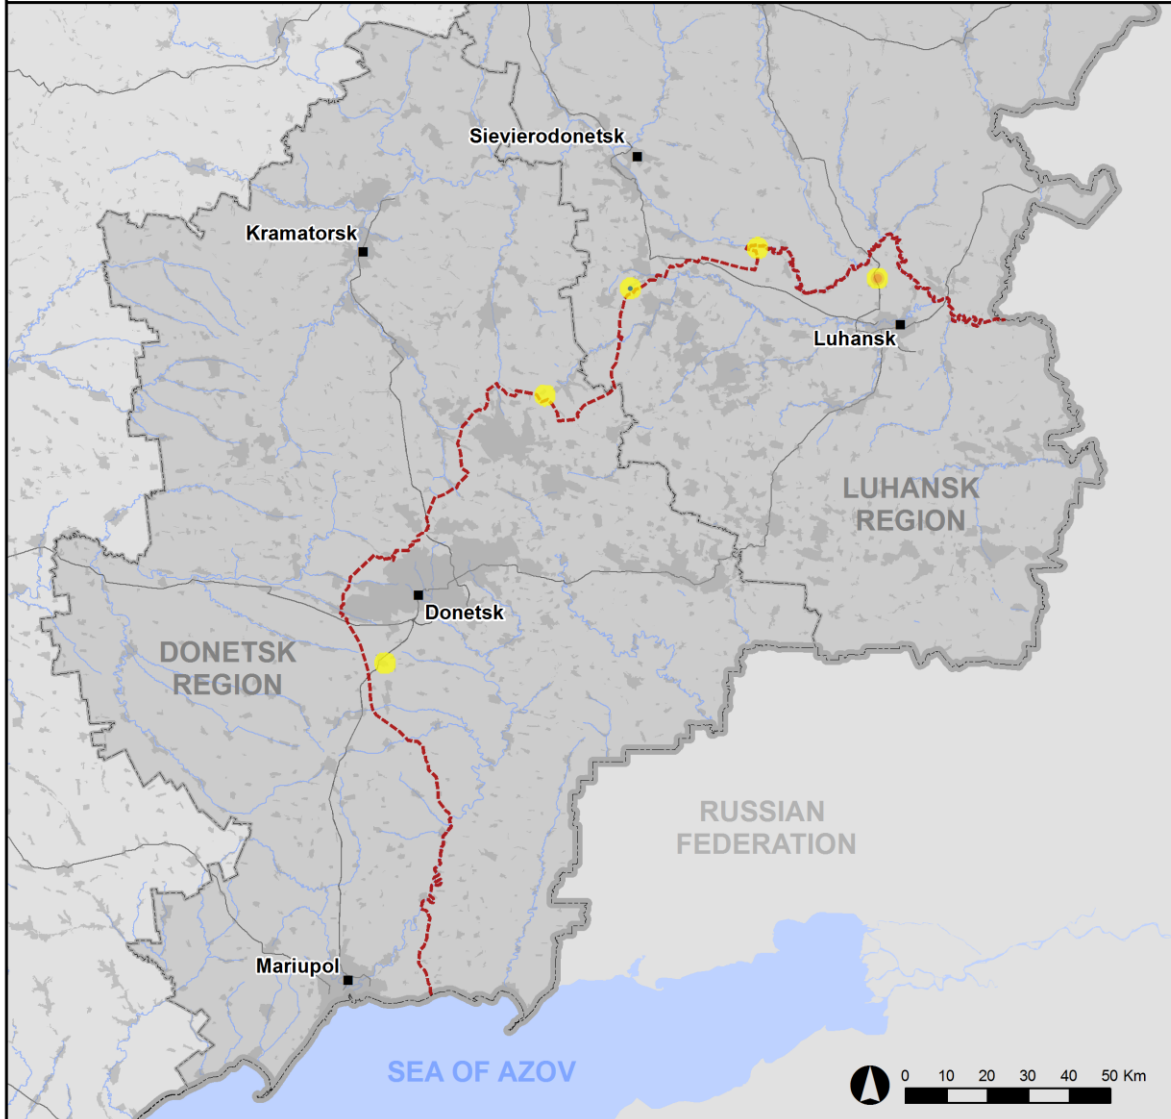 Sievierodonetsk
Kramatorsk
Luhansk
LUHANSK
REGION
Donetsk
DONETSK
REGION
RUSSIAN
FEDERATION
Mariupol
SEA OF AZOV
0 10 20 30 40 50 Km